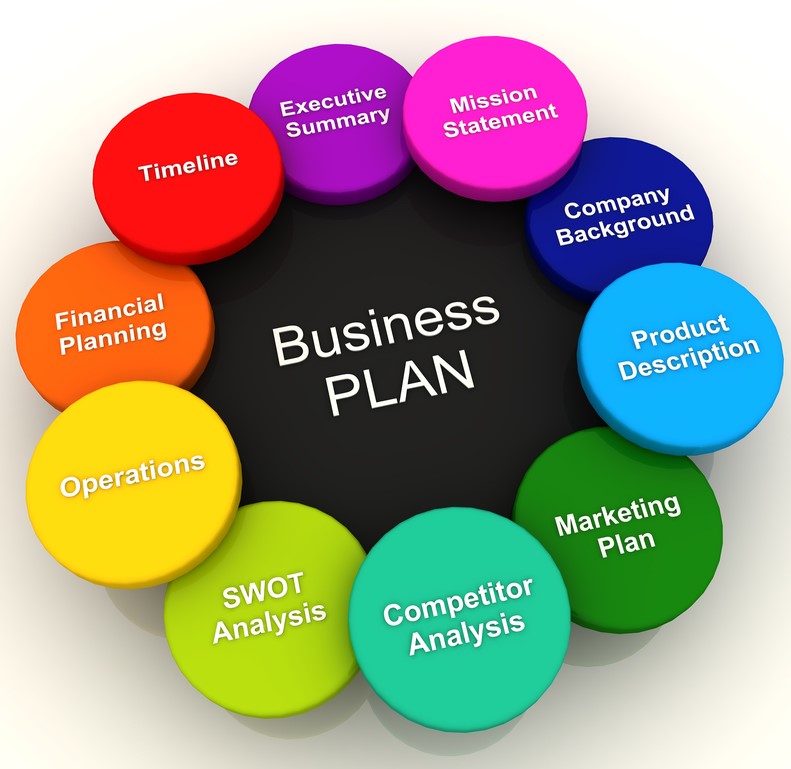 Executive
Summary
Mission
Statement
Company
Background
Product
Description
Marketing
Plan
Competitor
Analysis
SWOT
Analysis
Operations
Financial
Planning
Timeline
Business
PLAN